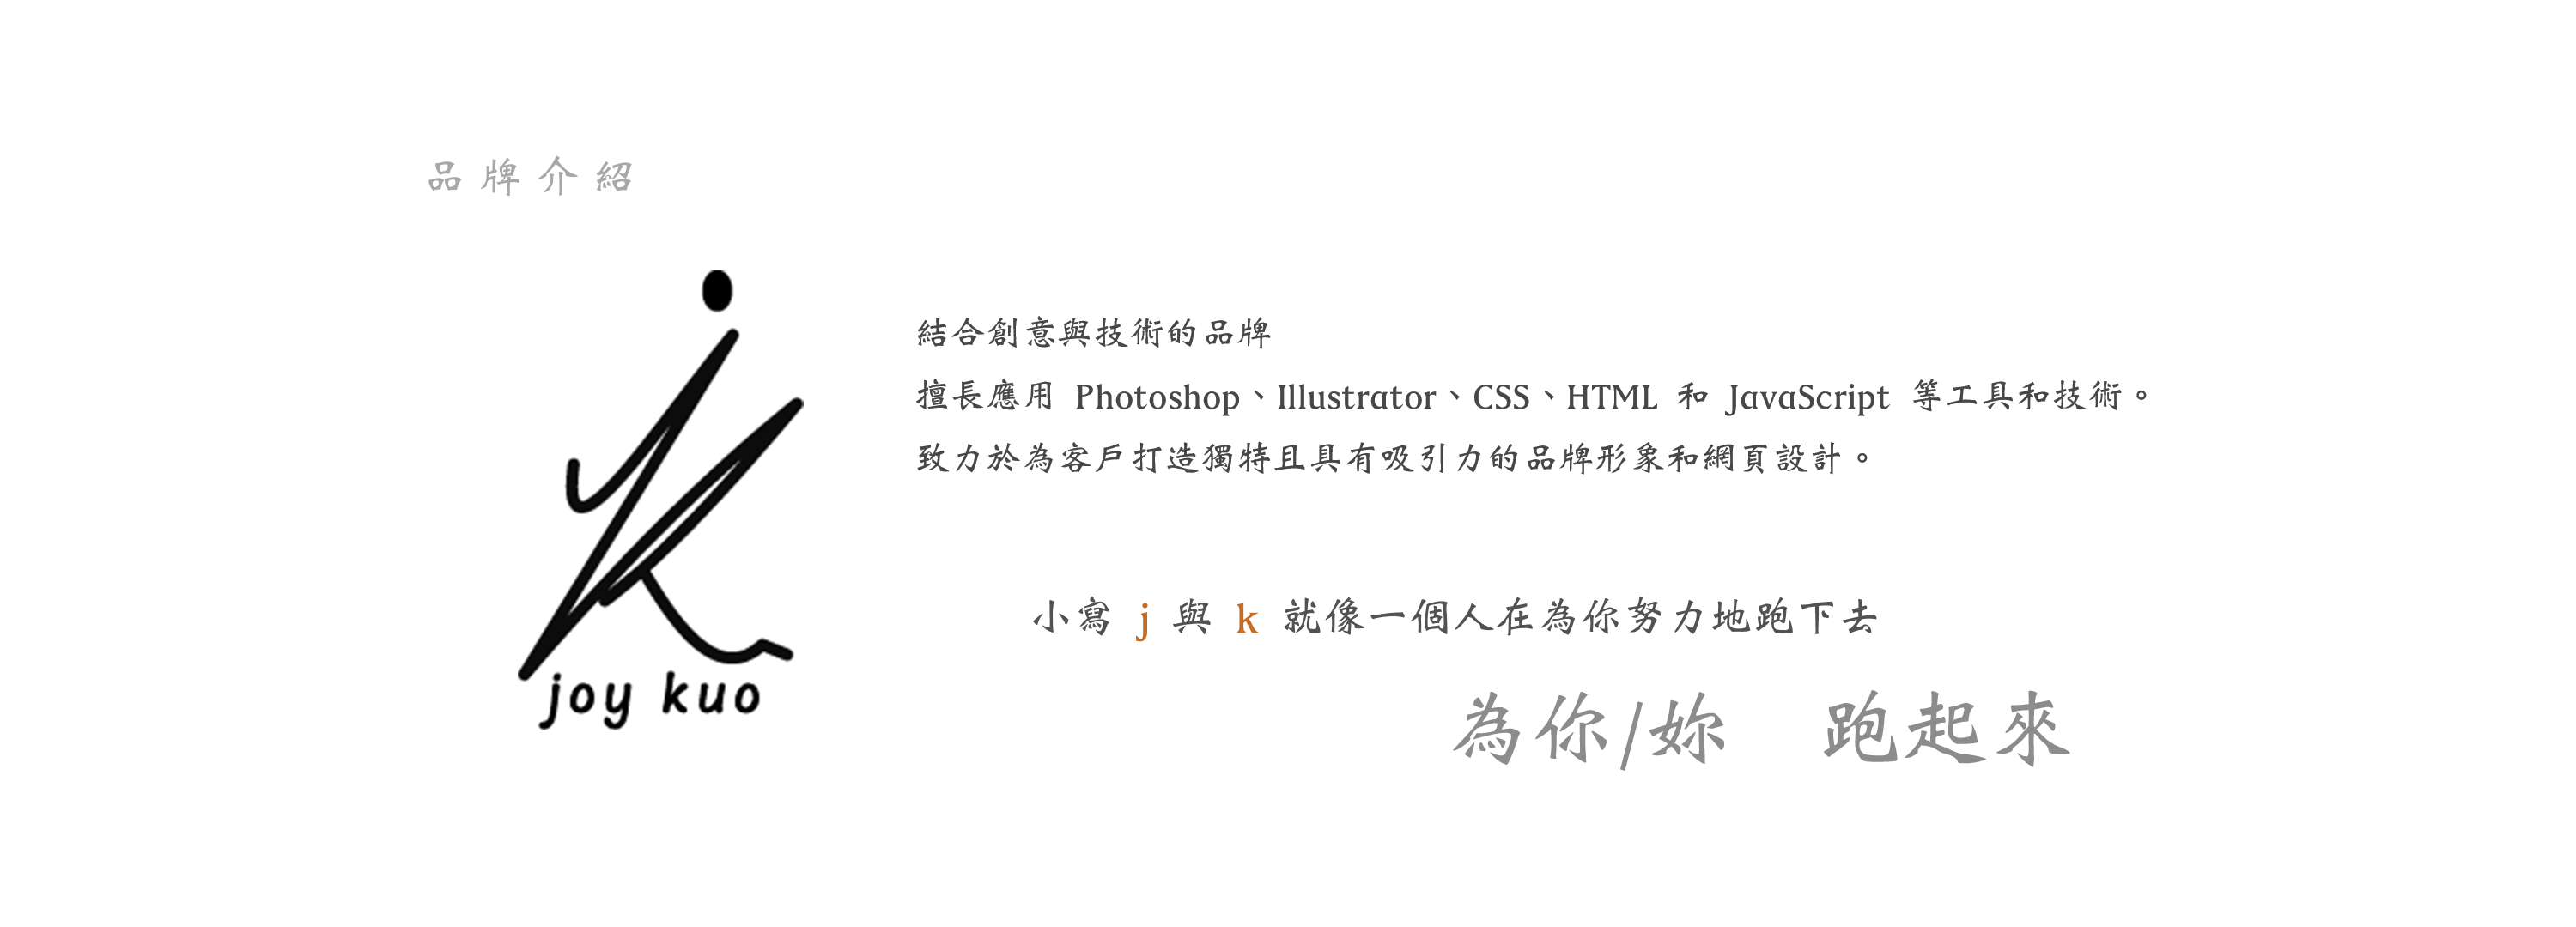 品牌介紹
結合創意與技術的品牌
擅長應用 Photoshop、Illustrator、CSS、HTML 和 JavaScript 等工具和技術。
致力於為客戶打造獨特且具有吸引力的品牌形象和網頁設計。
joy kuo
小寫 j 與 k 就像一個人在為你努力地跑下去
為你/妳 跑起來